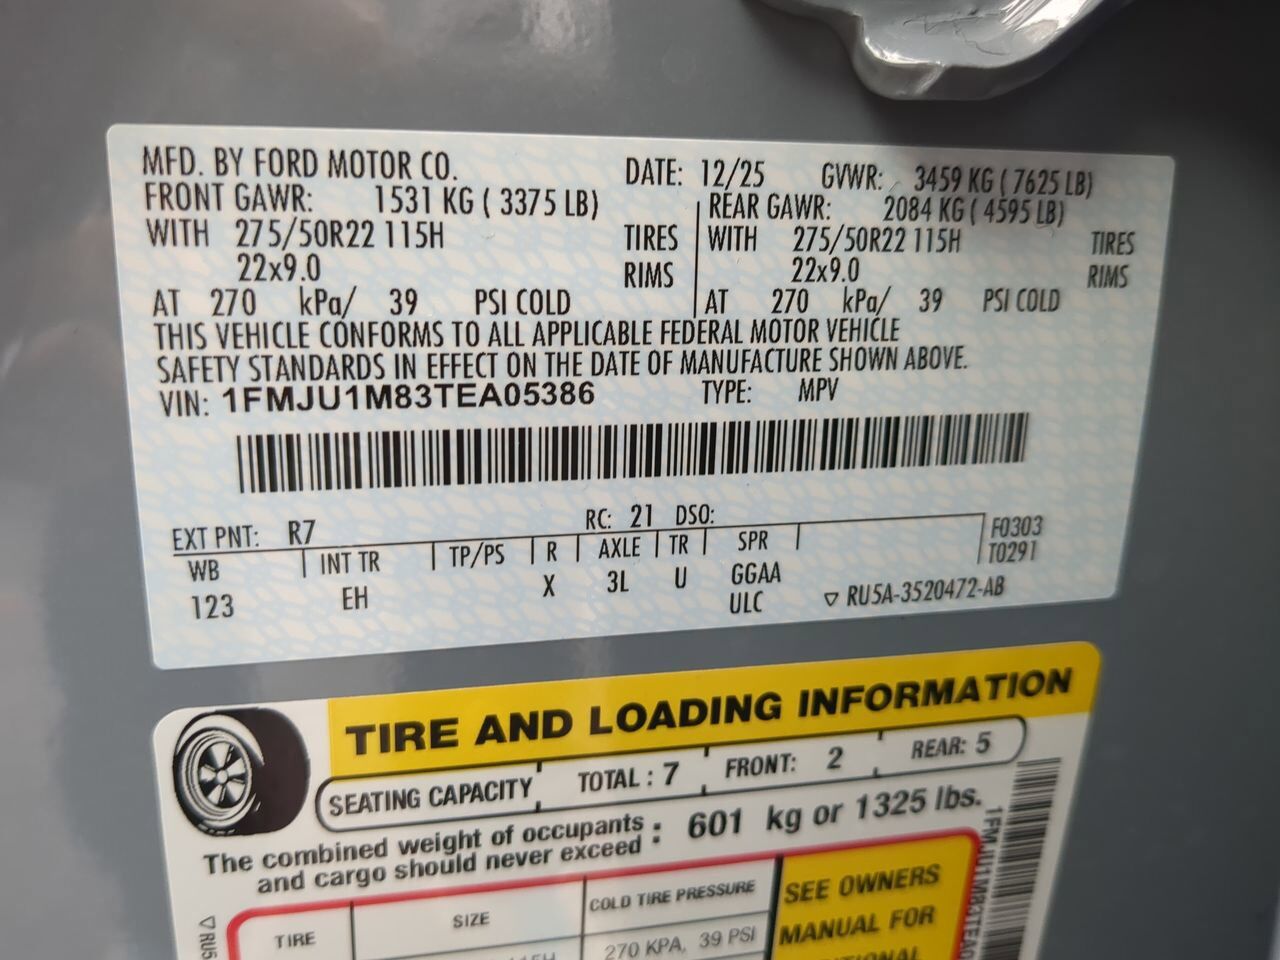 MFD. BY FORD MOTOR CO. DATE: 12/25 GVWR: 3459 KG ( 7625 LB)
FRONT GAWR: 1531 KG ( 3375 LB) REAR GAWR: 2084 KG ( 4595 LB)
WITH 275/50R22 115H TIRES WITH 275/50R22 115H TIRES
22x9.0 RIMS 22x9.0 RIMS
AT 270 kPa/ 39 PSI COLD AT 270 kPa/ 39 PSI COLD
THIS VEHICLE CONFORMS TO ALL APPLICABLE FEDERAL MOTOR VEHICLE
SAFETY STANDARDS IN EFFECT ON THE DATE OF MANUFACTURE SHOWN ABOVE.
VIN: 1FMJU1M83TEA05386 TYPE: MPV
EXT PNT: R7 RC: 21 DSO: F0303
WB INT TR TP/PS R AXLE TR SPR T0291
123 EH X 3L U GGAA
ULC ▽ RU5A-3520472-AB
TIRE AND LOADING INFORMATION
SEATING CAPACITY TOTAL : 7 FRONT: 2 REAR: 5
The combined weight of occupants : 601 kg or 1325 lbs.
and cargo should never exceed
TIRE SIZE COLD TIRE PRESSURE SEE OWNERS
270 KPA, 39 PSI MANUAL FOR
▽ RU5
1FMJU1M83TEA0